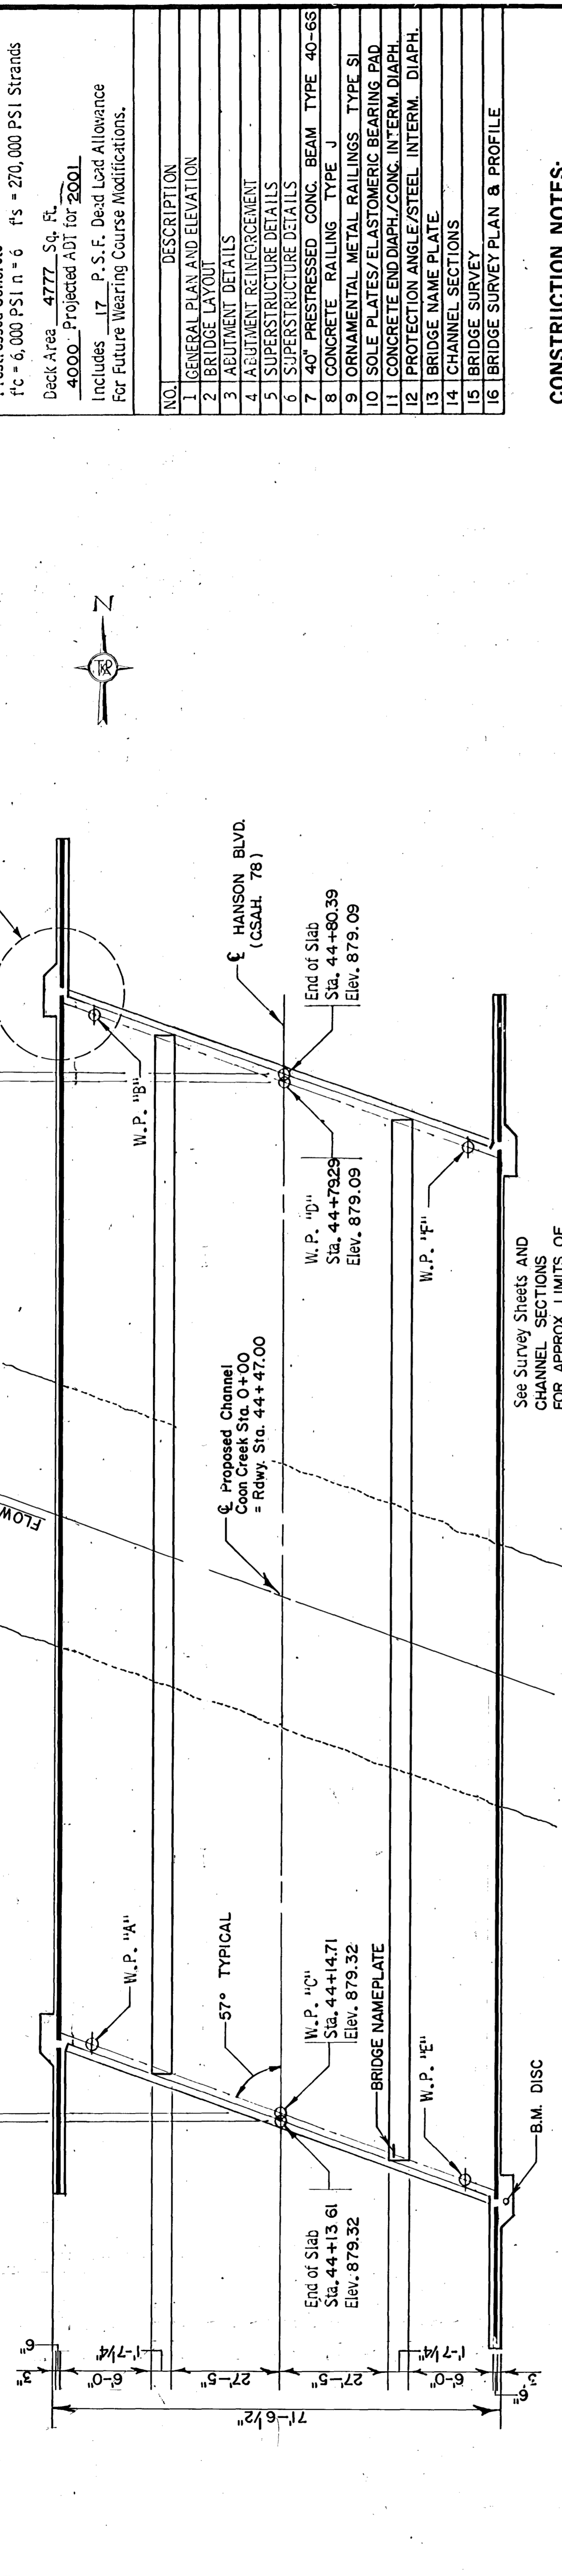 f'c = 6,000 PSI n = 6 f's = 270,000 PSI Strands
Deck Area 4777 Sq. Ft.
4000 Projected ADT for 2001
Includes 17 P.S.F. Dead Load Allowance
For Future Wearing Course Modifications.
NO. DESCRIPTION
1 GENERAL PLAN AND ELEVATION
2 BRIDGE LAYOUT
3 ABUTMENT DETAILS
4 ABUTMENT REINFORCEMENT
5 SUPERSTRUCTURE DETAILS
6 SUPERSTRUCTURE DETAILS
7 40" PRESTRESSED CONC. BEAM TYPE 40-6S
8 CONCRETE RAILING TYPE J
9 ORNAMENTAL METAL RAILINGS TYPE SI
10 SOLE PLATES/ELASTOMERIC BEARING PAD
11 CONCRETE END DIAPH./CONC. INTERM. DIAPH.
12 PROTECTION ANGLE/STEEL INTERM. DIAPH.
13 BRIDGE NAME PLATE
14 CHANNEL SECTIONS
15 BRIDGE SURVEY
16 BRIDGE SURVEY PLAN & PROFILE
CONSTRUCTION NOTES:
N
℄ HANSON BLVD.
(C.S.A.H. 78)
End of Slab
Sta. 44+80.39
Elev. 879.09
W.P. "B"
W.P. "D"
Sta. 44+79.29
Elev. 879.09
W.P. "F"
℄ Proposed Channel
Coon Creek Sta. 0+00
= Rdwy. Sta. 44+47.00
See Survey Sheets AND
CHANNEL SECTIONS
FOR APPROX. LIMITS OF
FLOW
W.P. "A"
57° TYPICAL
W.P. "C"
Sta. 44+14.71
Elev. 879.32
BRIDGE NAMEPLATE
W.P. "E"
B.M. DISC
End of Slab
Sta. 44+13.61
Elev. 879.32
6"
3"
6'-0"
1'-7 1/4"
27'-5"
27'-5"
1'-7 1/4"
6'-0"
3"
6"
71'-6 1/2"